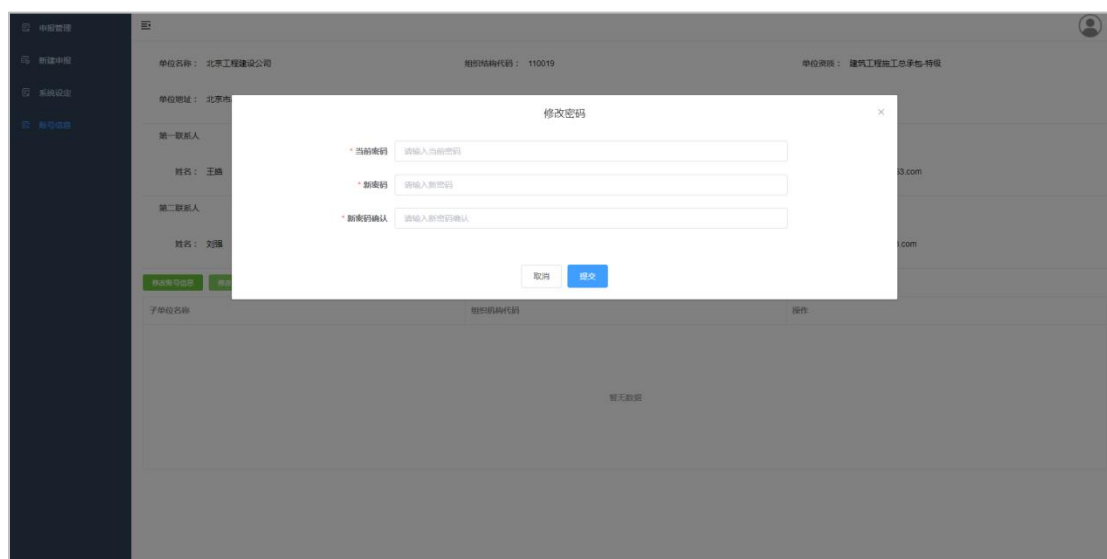 申报管理
新建申报
系统设定
账号信息
单位名称： 北京工程建设公司 组织结构代码： 110019 单位资质： 建筑工程施工总承包-特级
单位地址： 北京市
修改密码
第一联系人
* 当前密码 请输入当前密码
姓名： 王皓 63.com
* 新密码 请输入新密码
第二联系人
* 新密码确认 请输入新密码确认
姓名： 刘强 .com
取消 提交
修改账号信息 修改
子单位名称 组织机构代码 操作
暂无数据